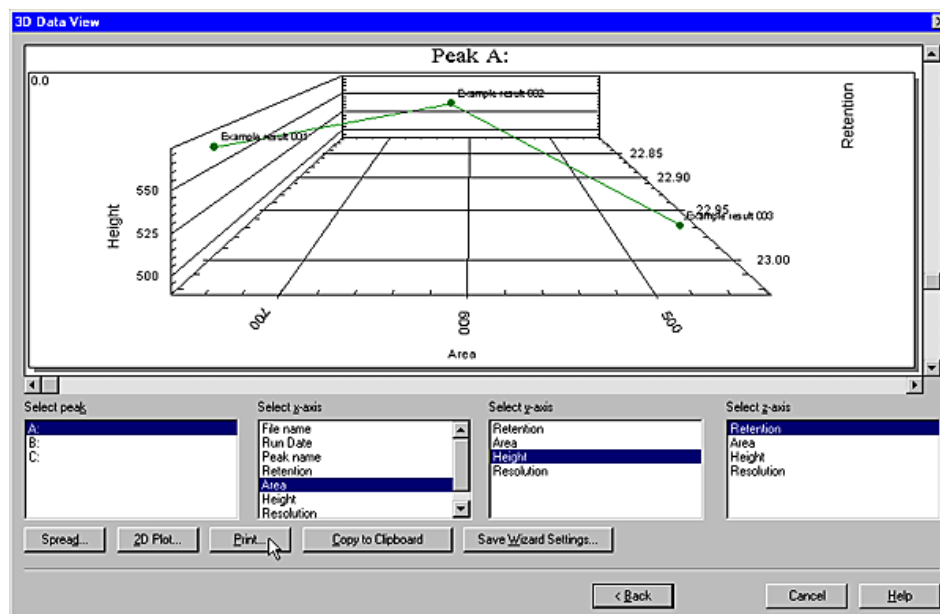 3D Data View
Peak A:
0.0
Retention
Example result 002
Example result 001
22.85
22.90
22.95
Example result 003
23.00
Height
550
525
500
700
600
500
Area
Select peak
A:
B:
C:
Select x-axis
File name
Run Date
Peak name
Retention
Area
Height
Resolution
Select y-axis
Retention
Area
Height
Resolution
Select z-axis
Retention
Area
Height
Resolution
Spread...
2D Plot...
Print...
Copy to Clipboard
Save Wizard Settings...
< Back
Cancel
Help